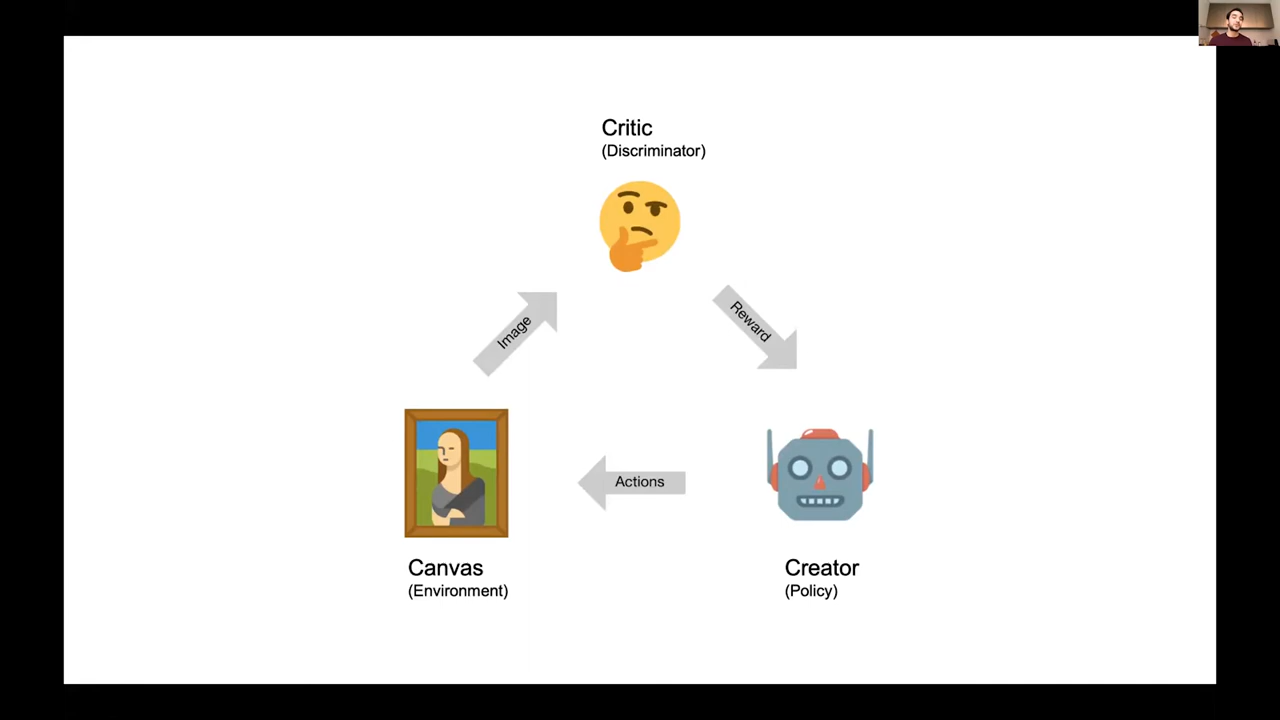 Critic
(Discriminator)
Image
Reward
Actions
Canvas
(Environment)
Creator
(Policy)